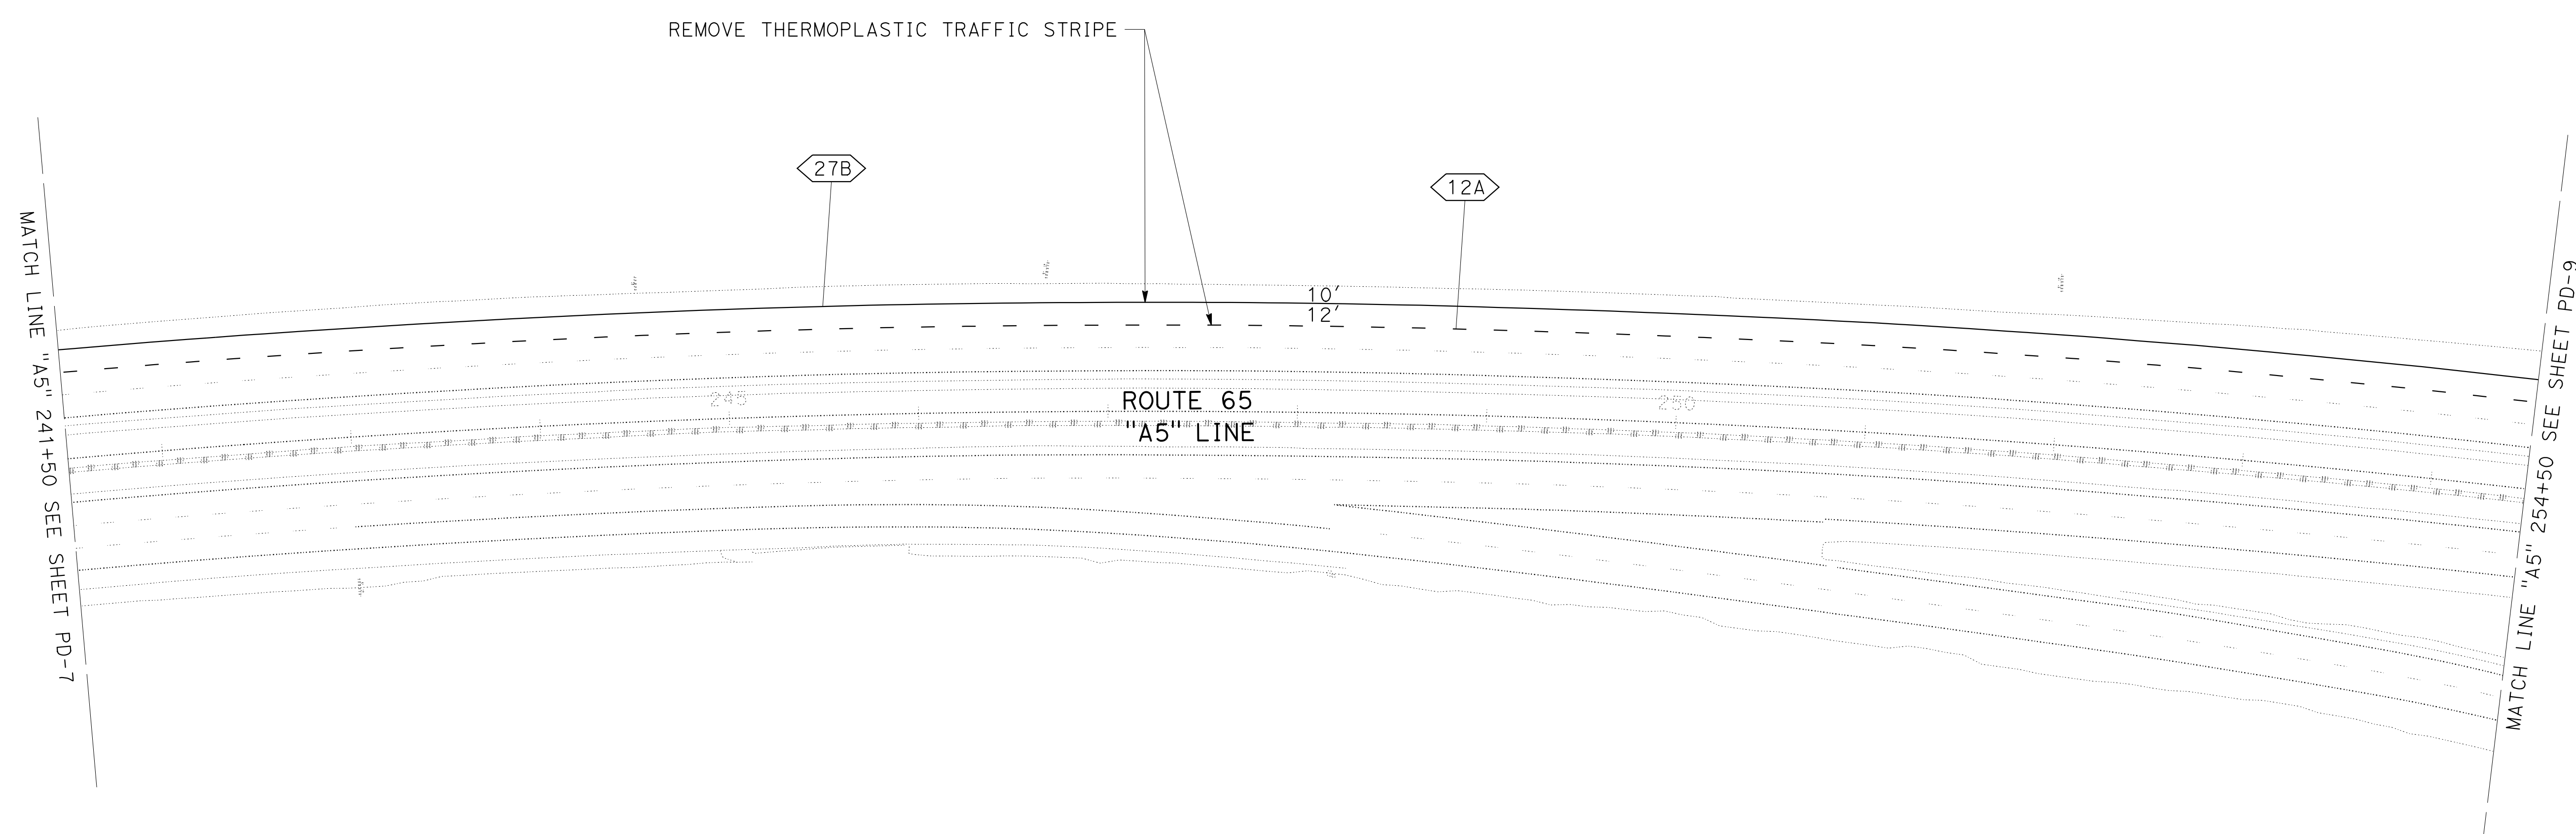 REMOVE THERMOPLASTIC TRAFFIC STRIPE
27B
12A
10'
12'
245
250
ROUTE 65
"A5" LINE
MATCH LINE "A5" 241+50 SEE SHEET PD-7
MATCH LINE "A5" 254+50 SEE SHEET PD-9